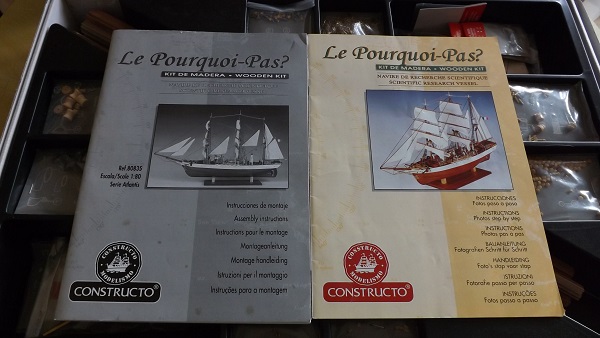 Le Pourquoi-Pas?
KIT DE MADERA • WOODEN KIT
Ref. 80835
Escala/Scale 1:80
Serie Atlantis
Instrucciones de montaje
Assembly instructions
Instructions pour le montage
Montageanleitung
Montage handleiding
Istruzioni per il montaggio
Instruções para a montagem
CONSTRUCTO
MODELISMO
CONSTRUCTO®
Le Pourquoi-Pas?
KIT DE MADERA • WOODEN KIT
NAVIRE DE RECHERCHE SCIENTIFIQUE
SCIENTIFIC RESEARCH VESSEL
INSTRUCCIONES
Fotos paso a paso
INSTRUCTIONS
Photos step by step
INSTRUCTIONS
Photos pas à pas
BAUANLEITUNG
Fotografien Schritt für Schritt
HANDLEIDING
Foto's stap voor stap
ISTRUZIONI
Fotografie passo per passo
INSTRUÇÕES
Fotos passo a passo
CONSTRUCTO
MODELISMO
CONSTRUCTO®